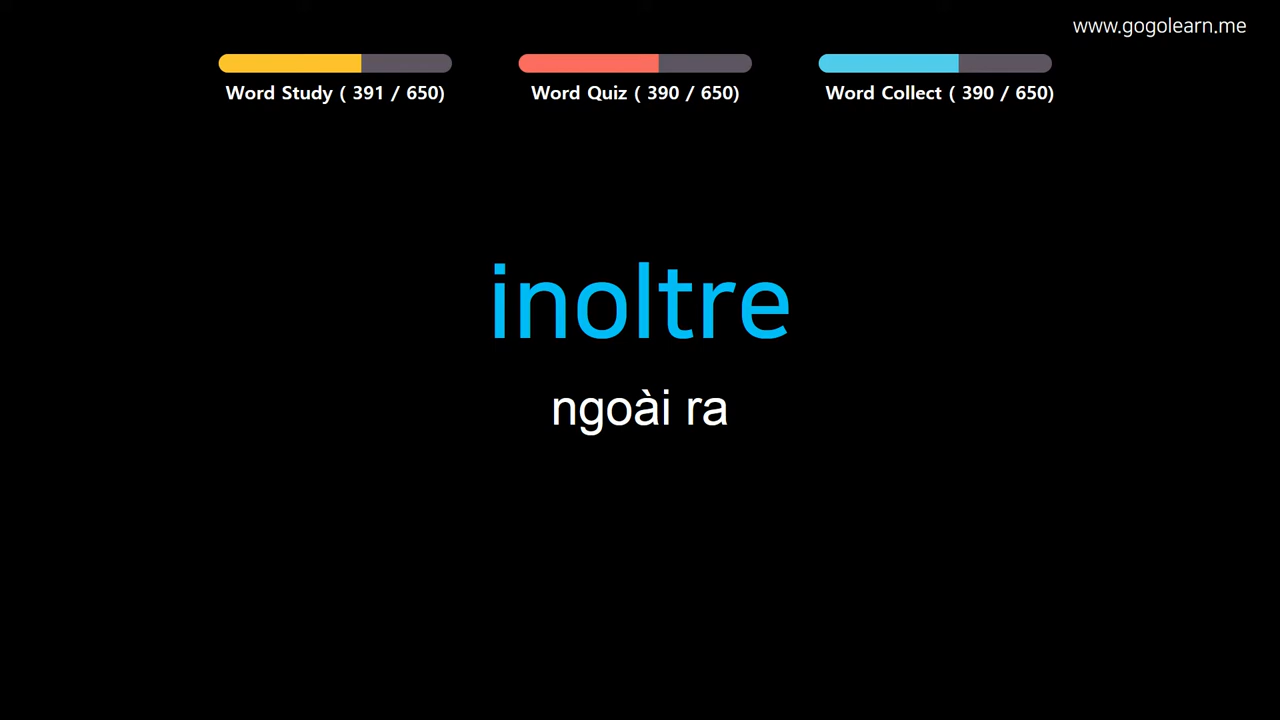 www.gogolearn.me
Word Study ( 391 / 650)
Word Quiz ( 390 / 650)
Word Collect ( 390 / 650)
inoltre
ngoài ra